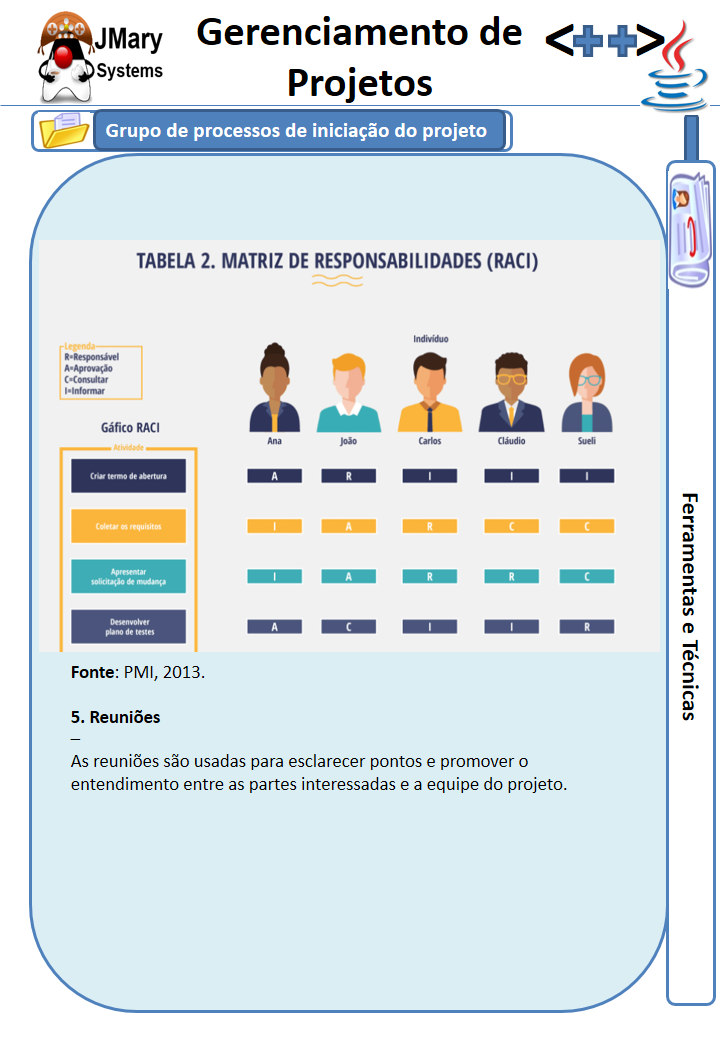 JMary
Systems
Gerenciamento de
Projetos
<++>
Grupo de processos de iniciação do projeto
TABELA 2. MATRIZ DE RESPONSABILIDADES (RACI)
Legenda
R=Responsável
A=Aprovação
C=Consultar
I=Informar
Indivíduo
Gáfico RACI
Ana João Carlos Cláudio Sueli
Atividade
Criar termo de abertura A R I I I
Coletar os requisitos I A R C C
Apresentar
solicitação de mudança I A R R C
Desenvolver
plano de testes A C I I R
Fonte: PMI, 2013.
5. Reuniões
–
As reuniões são usadas para esclarecer pontos e promover o
entendimento entre as partes interessadas e a equipe do projeto.
Ferramentas e Técnicas